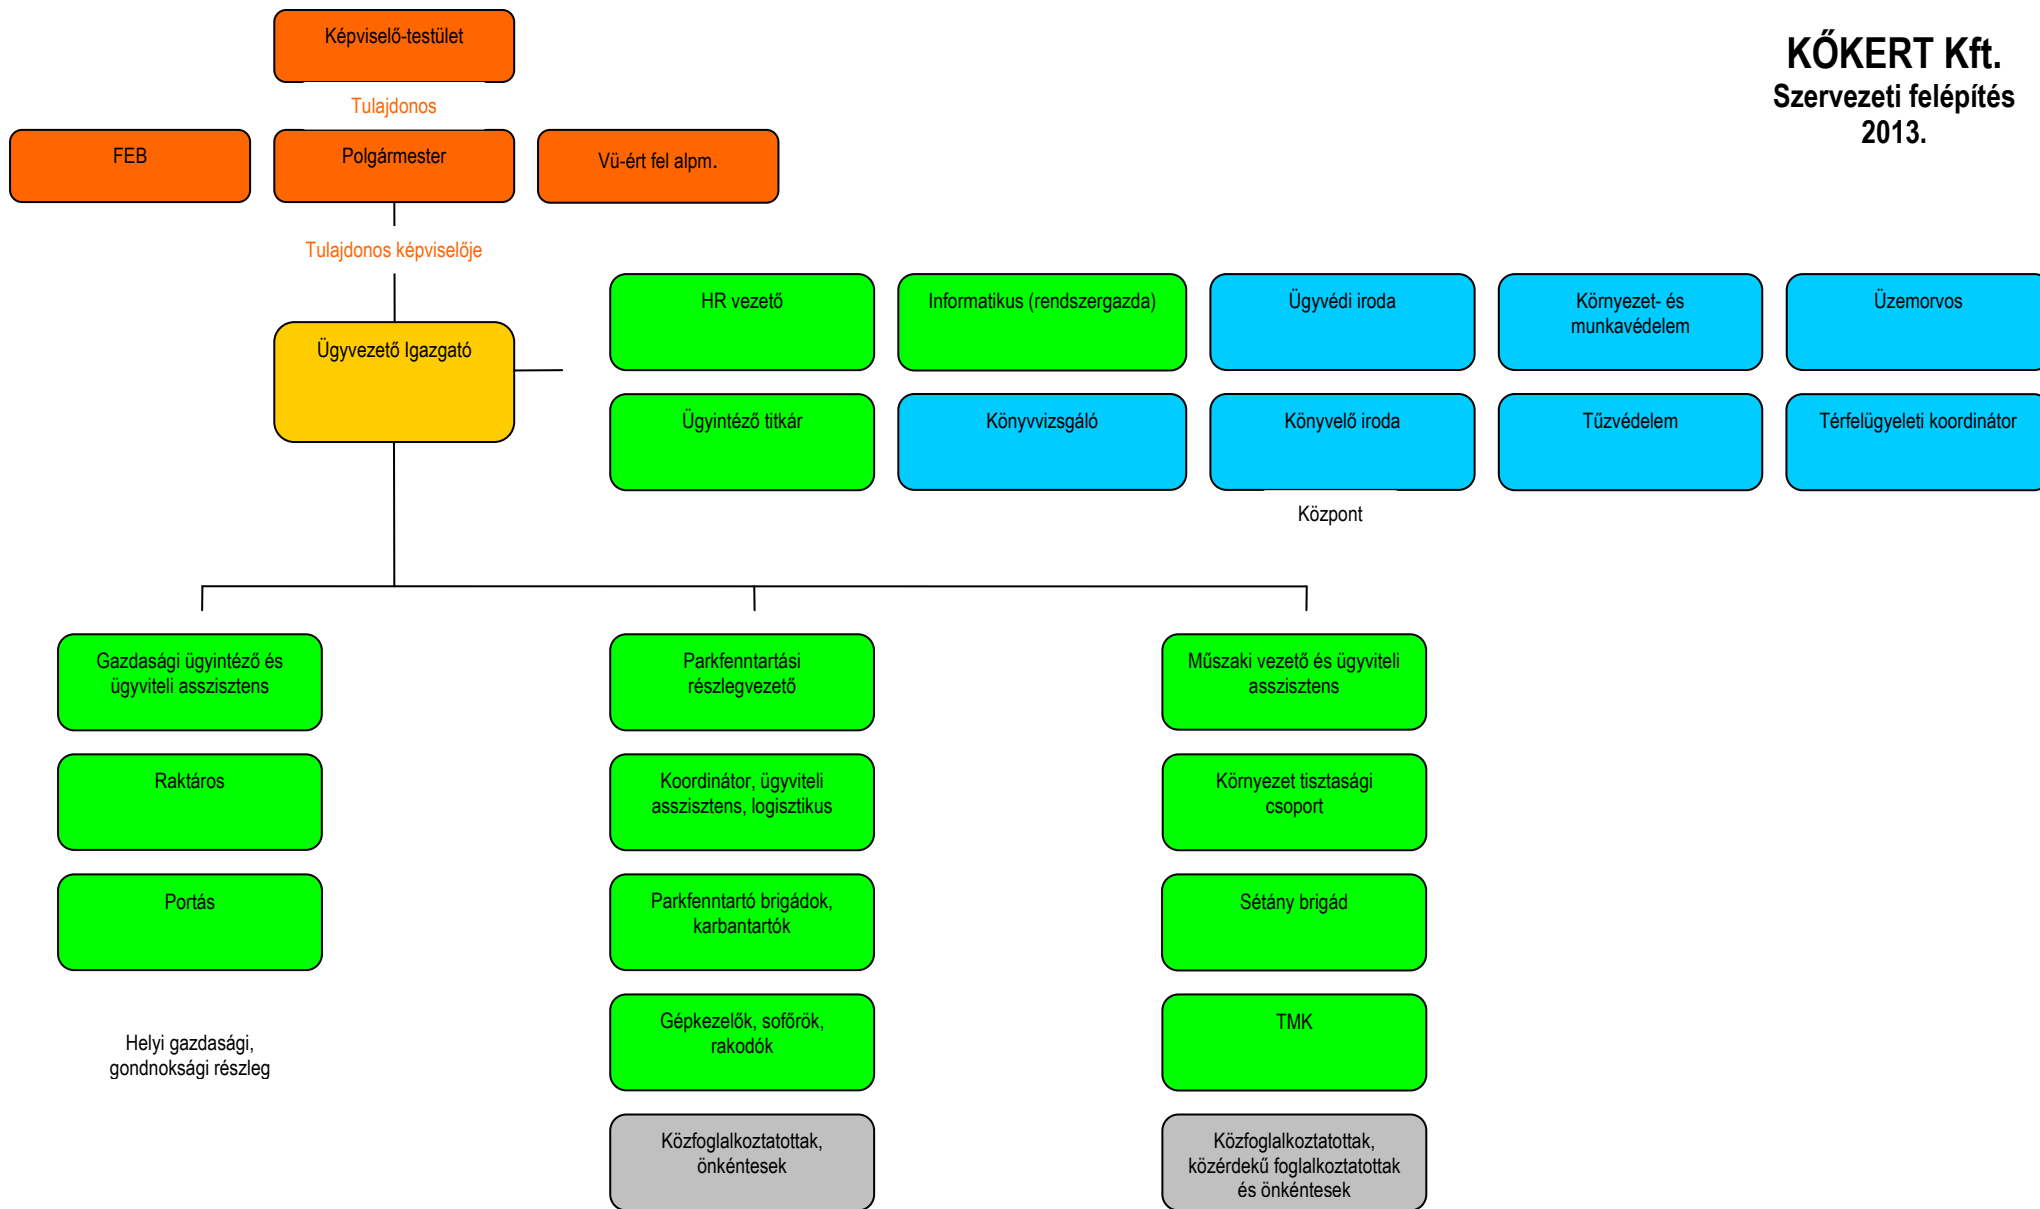 KŐKERT Kft.
Szervezeti felépítés
2013.
Képviselő-testület
Tulajdonos
FEB
Polgármester
Vü-ért fel alpm.
Tulajdonos képviselője
Ügyvezető Igazgató
HR vezető
Informatikus (rendszergazda)
Ügyvédi iroda
Környezet- és
munkavédelem
Üzemorvos
Ügyintéző titkár
Könyvvizsgáló
Könyvelő iroda
Tűzvédelem
Térfelügyeleti koordinátor
Központ
Gazdasági ügyintéző és
ügyviteli asszisztens
Raktáros
Portás
Helyi gazdasági,
gondnoksági részleg
Parkfenntartási
részlegvezető
Koordinátor, ügyviteli
asszisztens, logisztikus
Parkfenntartó brigádok,
karbantartók
Gépkezelők, sofőrök,
rakodók
Közfoglalkoztatottak,
önkéntesek
Műszaki vezető és ügyviteli
asszisztens
Környezet tisztasági
csoport
Sétány brigád
TMK
Közfoglalkoztatottak,
közérdekű foglalkoztatottak
és önkéntesek